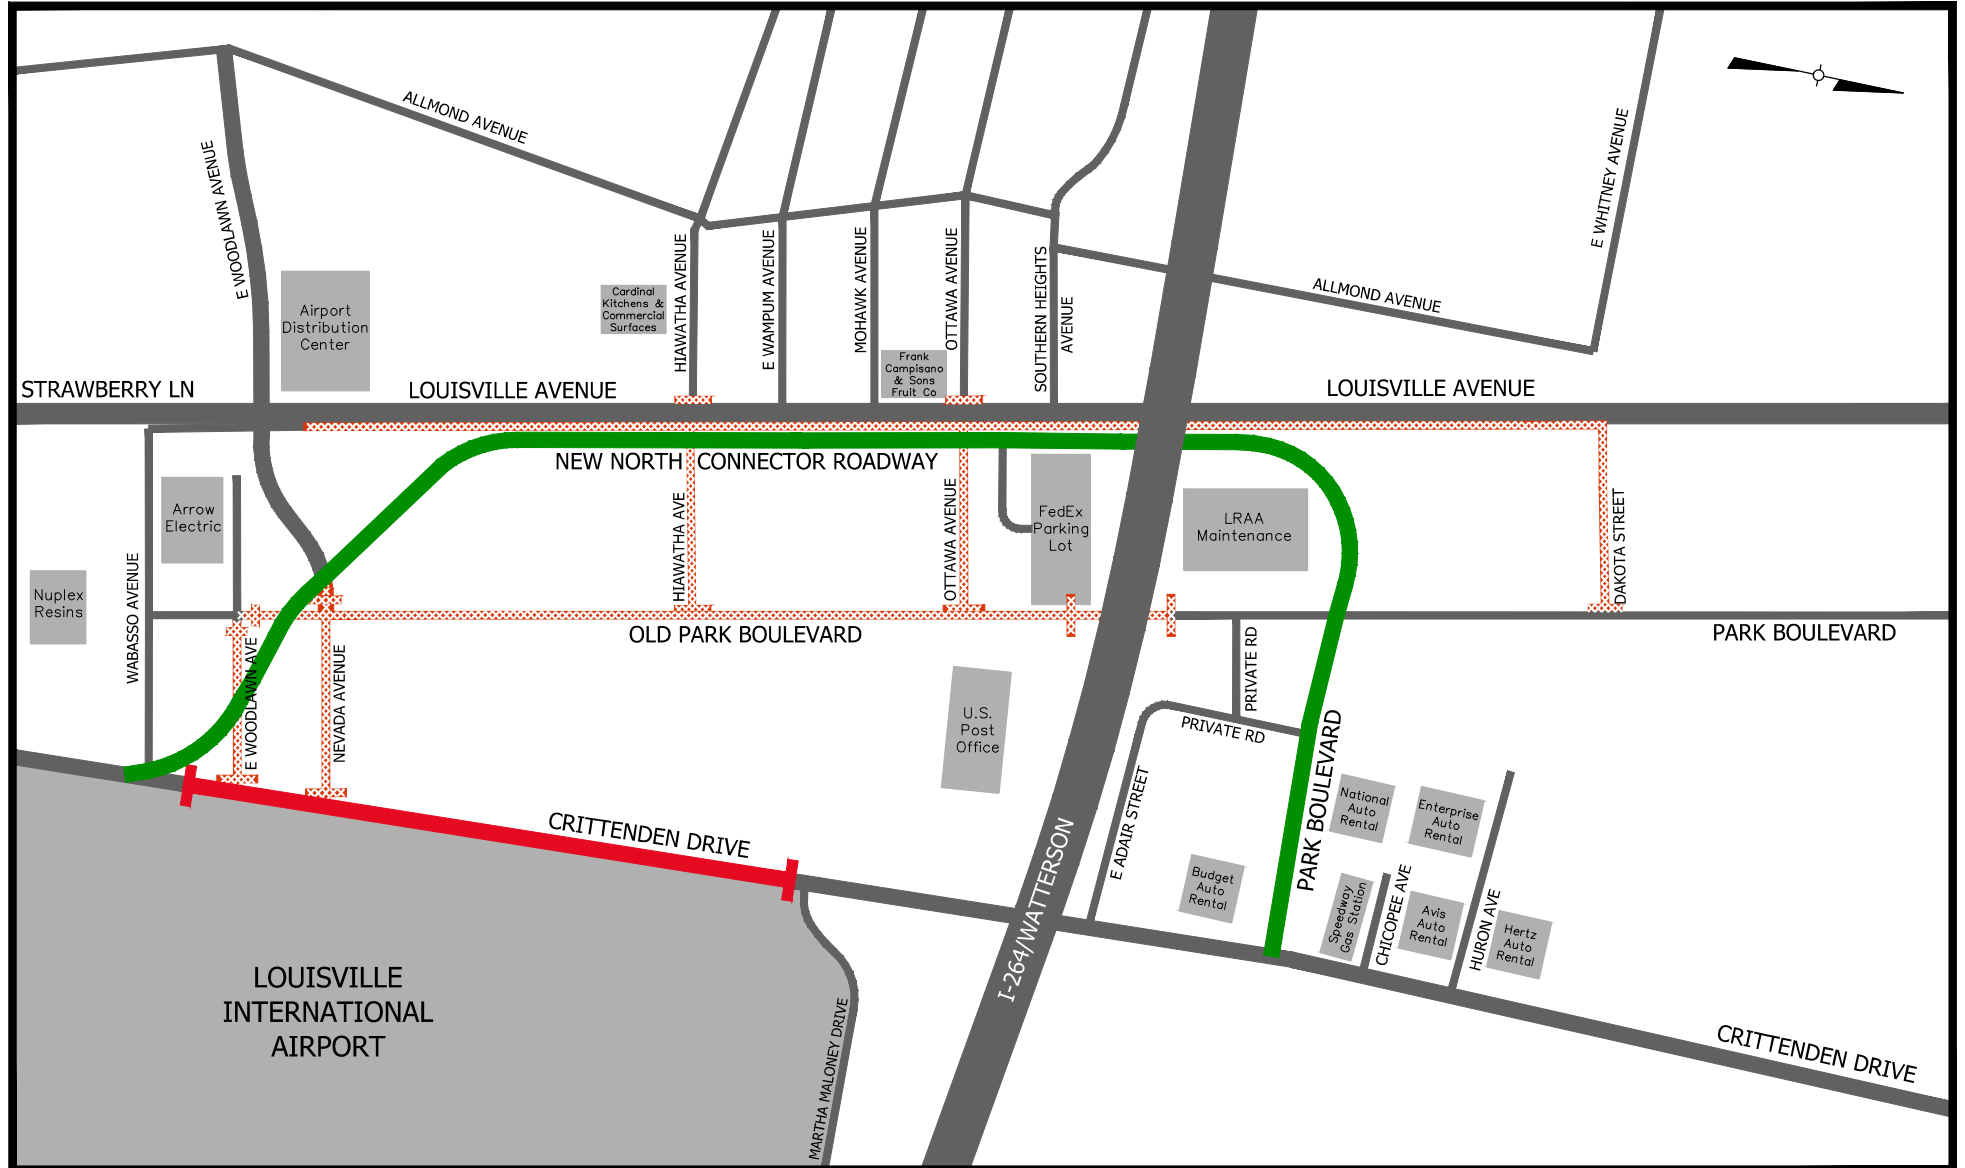 ALLMOND AVENUE
E WOODLAWN AVENUE
E WHITNEY AVENUE
HIAWATHA AVENUE
E WAMPUM AVENUE
MOHAWK AVENUE
OTTAWA AVENUE
SOUTHERN HEIGHTS
AVENUE
ALLMOND AVENUE
Airport
Distribution
Center
Cardinal
Kitchens &
Commercial
Surfaces
Frank
Campisano
& Sons
Fruit Co
STRAWBERRY LN
LOUISVILLE AVENUE
LOUISVILLE AVENUE
NEW NORTH CONNECTOR ROADWAY
Arrow
Electric
HIAWATHA AVE
OTTAWA AVENUE
FedEx
Parking
Lot
LRAA
Maintenance
DAKOTA STREET
Nuplex
Resins
WABASSO AVENUE
OLD PARK BOULEVARD
PARK BOULEVARD
E WOODLAWN AVE
NEVADA AVENUE
U.S.
Post
Office
PRIVATE RD
PRIVATE RD
E ADAIR STREET
PARK BOULEVARD
National
Auto
Rental
Enterprise
Auto
Rental
CRITTENDEN DRIVE
I-264/WATTERSON
Budget
Auto
Rental
Speedway
Gas Station
CHICOPEE AVE
Avis
Auto
Rental
HURON AVE
Hertz
Auto
Rental
LOUISVILLE
INTERNATIONAL
AIRPORT
MARTHA MALONEY DRIVE
CRITTENDEN DRIVE